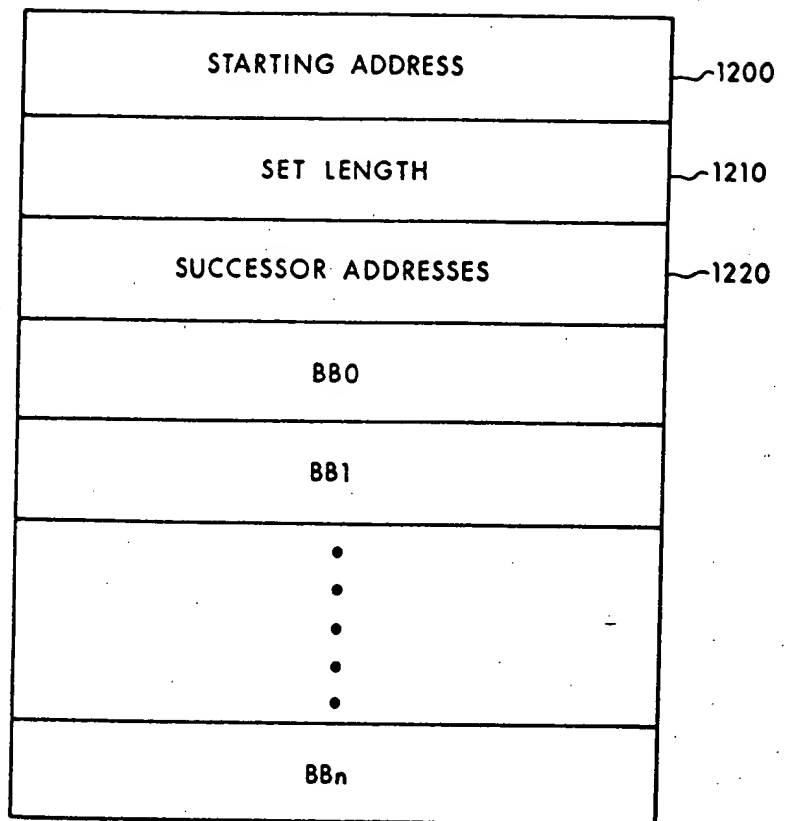 STARTING ADDRESS 1200
SET LENGTH 1210
SUCCESSOR ADDRESSES 1220
BB0
BB1
BBn